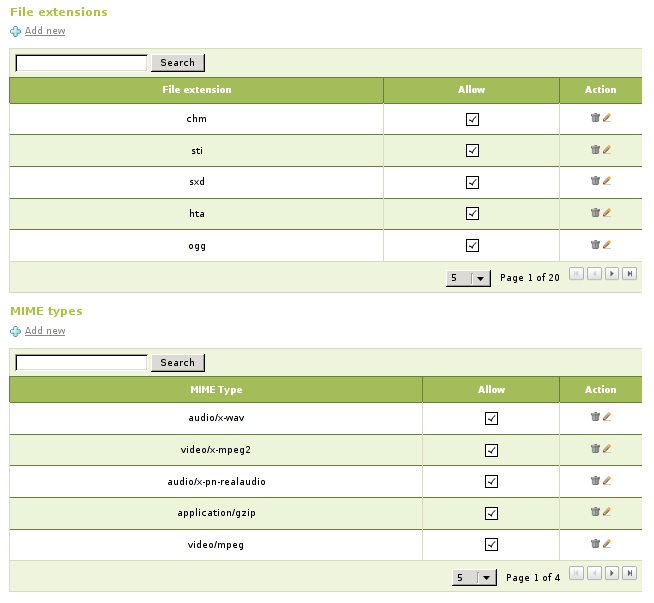 File extensions
Add new
Search
File extension Allow Action
chm
sti
sxd
hta
ogg
5 Page 1 of 20
MIME types
Add new
Search
MIME Type Allow Action
audio/x-wav
video/x-mpeg2
audio/x-pn-realaudio
application/gzip
video/mpeg
5 Page 1 of 4